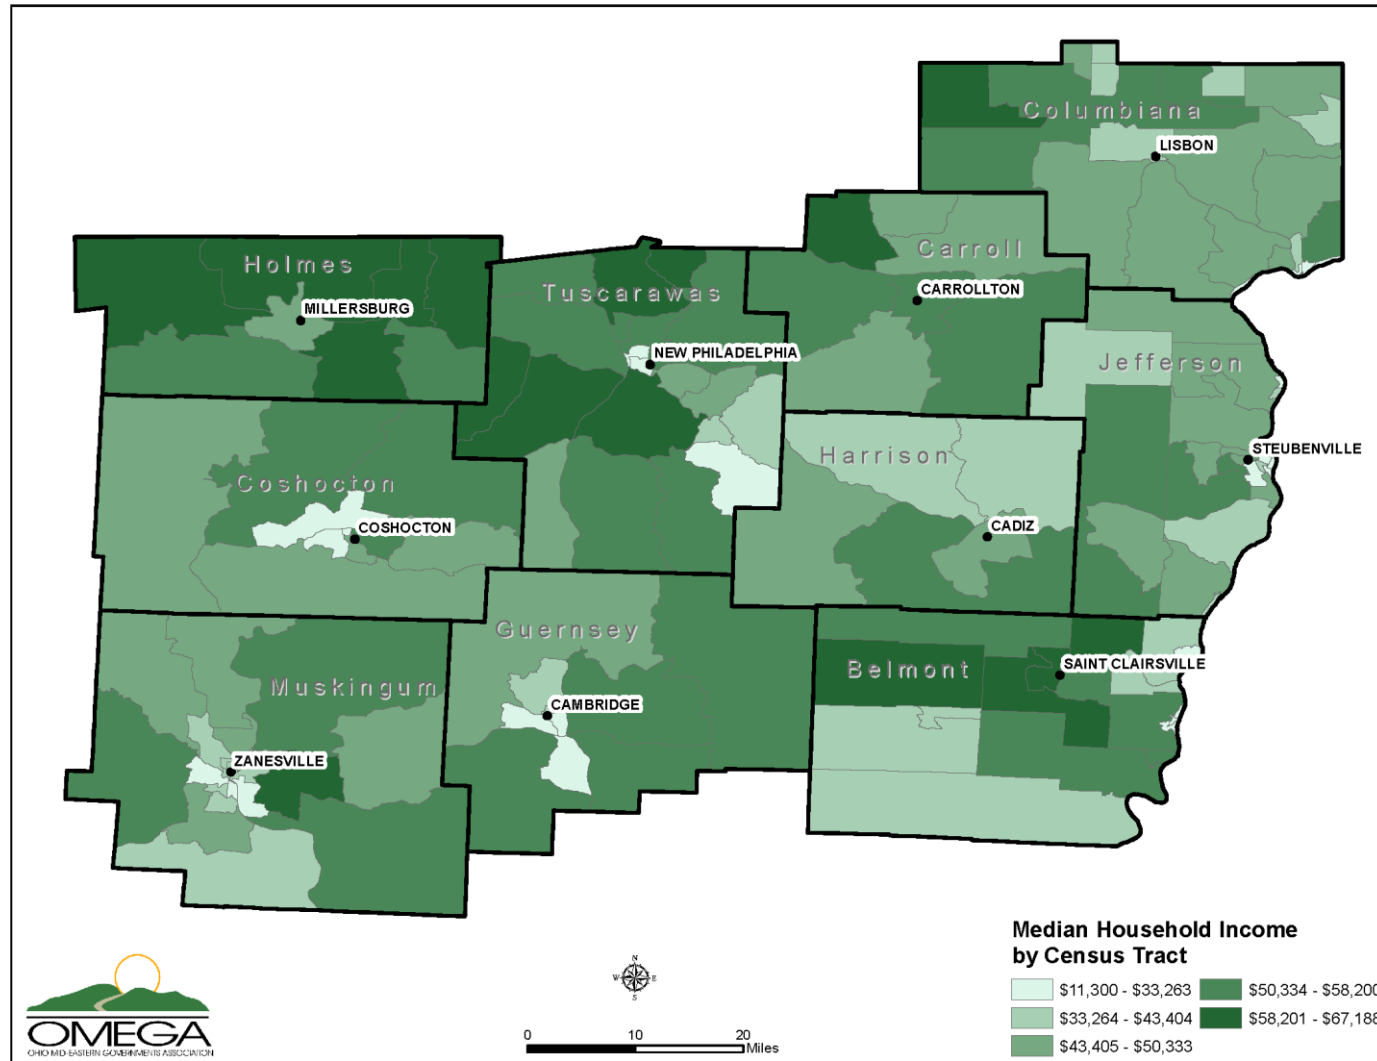 Columbiana
LISBON
Carroll
CARROLLTON
Holmes
MILLERSBURG
Tuscarawas
NEW PHILADELPHIA
Jefferson
STEUBENVILLE
Harrison
CADIZ
Coshocton
COSHOCTON
Guernsey
CAMBRIDGE
Belmont
SAINT CLAIRSVILLE
Muskingum
ZANESVILLE
Median Household Income
by Census Tract
$11,300 - $33,263
$50,334 - $58,200
$33,264 - $43,404
$58,201 - $67,188
$43,405 - $50,333
N
W E
S
0 10 20
Miles
OMEGA
OHIO MID-EASTERN GOVERNMENTS ASSOCIATION